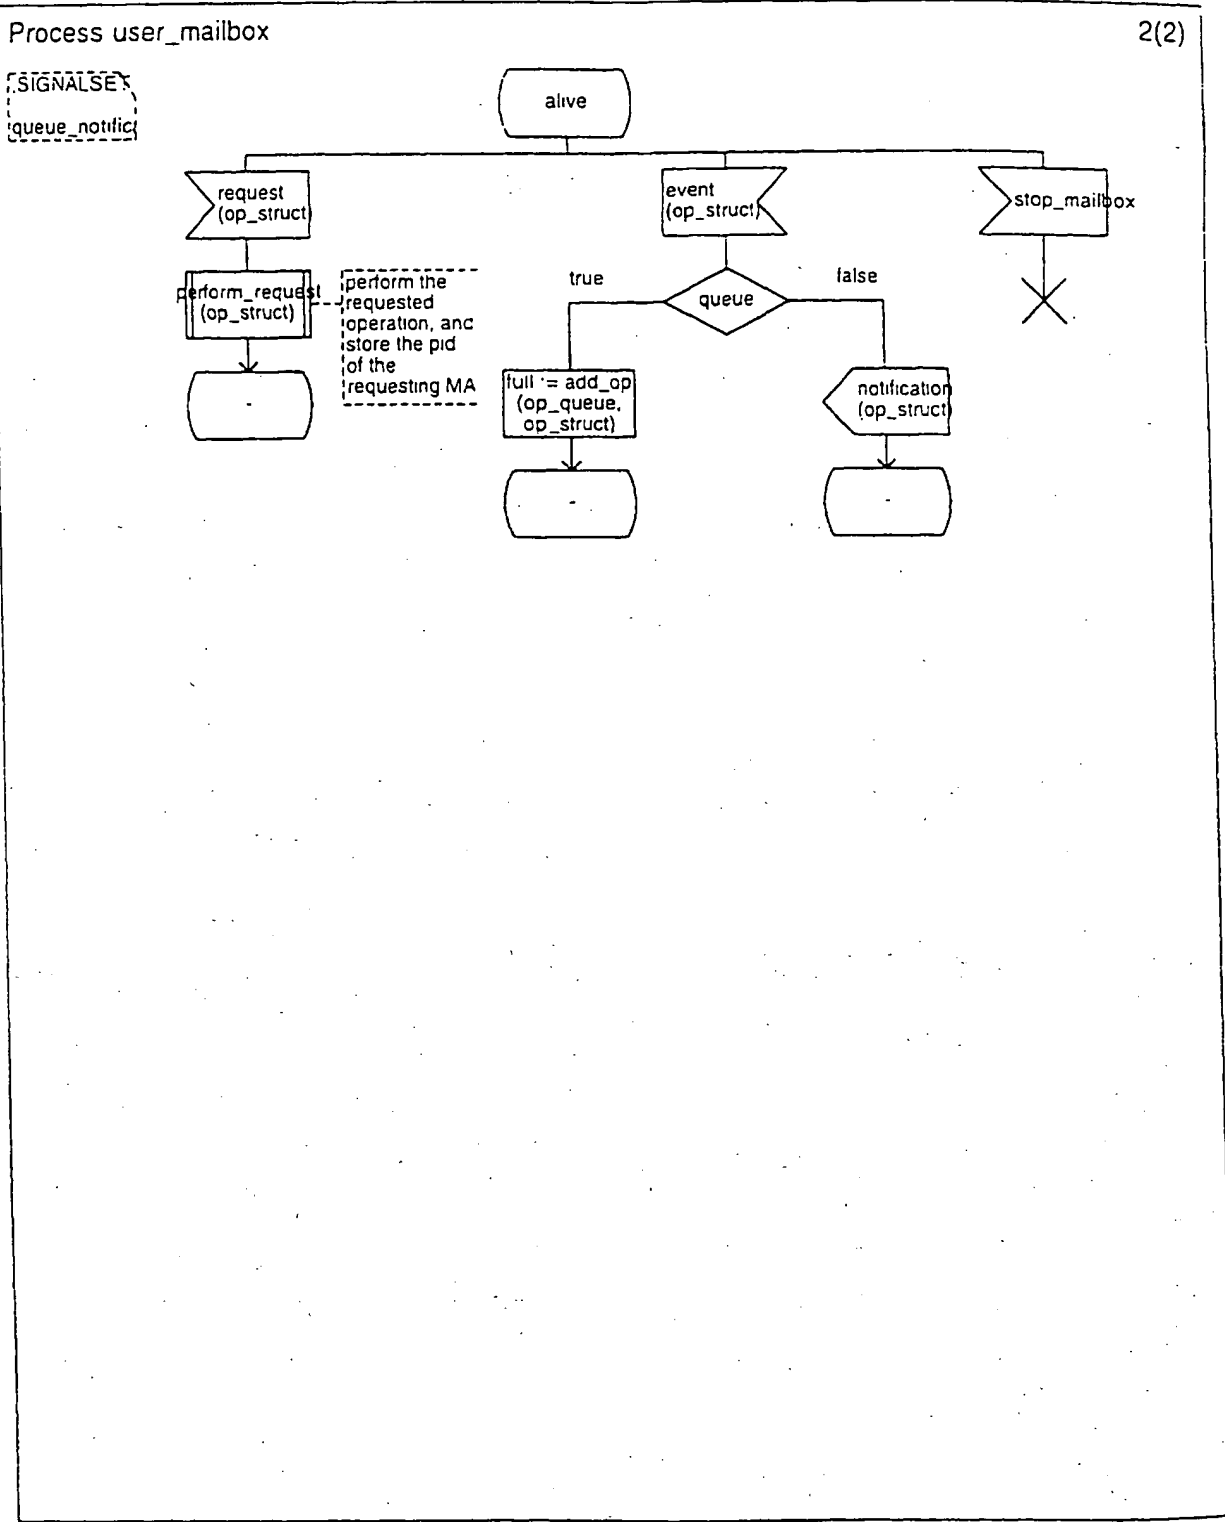 Process user_mailbox
2(2)
SIGNALSET
queue_notific
alive
request
(op_struct)
event
(op_struct)
stop_mailbox
perform_request
(op_struct)
perform the
requested
operation, and
store the pid
of the
requesting MA
true
queue
false
full := add_op
(op_queue,
op_struct)
notification
(op_struct)
-
-
-